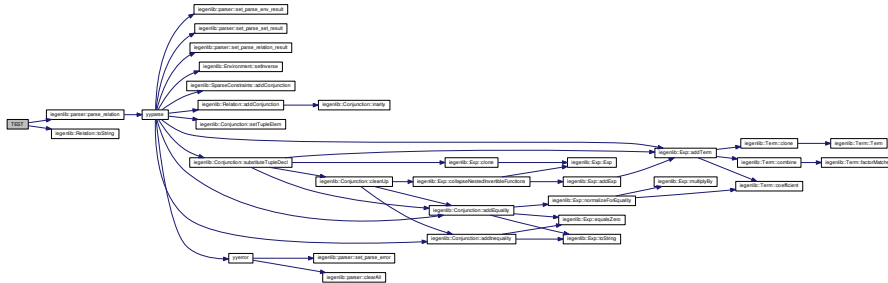 iegenlib::parser::set_parse_env_result
iegenlib::parser::set_parse_set_result
iegenlib::parser::set_parse_relation_result
iegenlib::Environment::setInverse
iegenlib::SparseConstraints::addConjunction
iegenlib::parser::parse_relation
yyparse
iegenlib::Relation::addConjunction
iegenlib::Conjunction::inarity
TEST
iegenlib::Conjunction::setTupleElem
iegenlib::Relation::toString
iegenlib::Term::clone
iegenlib::Term::Term
iegenlib::Exp::addTerm
iegenlib::Conjunction::substituteTupleDecl
iegenlib::Exp::clone
iegenlib::Exp::Exp
iegenlib::Term::combine
iegenlib::Term::factorMatches
iegenlib::Conjunction::cleanUp
iegenlib::Exp::collapseNestedInvertibleFunctions
iegenlib::Exp::addExp
iegenlib::Exp::multiplyBy
iegenlib::Term::coefficient
iegenlib::Exp::normalizeForEquality
iegenlib::Conjunction::addEquality
iegenlib::Exp::equalsZero
iegenlib::Conjunction::addInequality
iegenlib::Exp::toString
yyerror
iegenlib::parser::set_parse_error
iegenlib::parser::clearAll